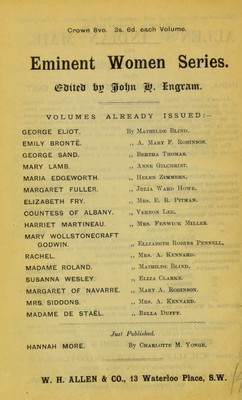 Crown 8vo. 3s. 6d. each Volume.
Eminent Women Series.
Edited by John H. Ingram.
VOLUMES ALREADY ISSUED:—
GEORGE ELIOT. By MATHILDE BLIND.
EMILY BRONTË. „ A. MARY F. ROBINSON.
GEORGE SAND. „ BERTHA THOMAS.
MARY LAMB. „ ANNE GILCHRIST.
MARIA EDGEWORTH. „ HELEN ZIMMERN.
MARGARET FULLER. „ JULIA WARD HOWE.
ELIZABETH FRY. „ MRS. E. R. PITMAN.
COUNTESS OF ALBANY. „ VERNON LEE.
HARRIET MARTINEAU. „ MRS. FENWICK MILLER
MARY WOLLSTONECRAFT
GODWIN. „ ELIZABETH ROBINS PENNELL.
RACHEL. „ MRS. A. KENNARD.
MADAME ROLAND. „ MATHILDE BLIND.
SUSANNA WESLEY. „ ELIZA CLARKE.
MARGARET OF NAVARRE. „ MARY A. ROBINSON.
MRS. SIDDONS. „ MRS. A. KENNARD.
MADAME DE STAËL. „ BELLA DUFFY.
Just Published.
HANNAH MORE. By CHARLOTTE M. YONGE.
W. H. ALLEN & CO., 13 Waterloo Place, S.W.